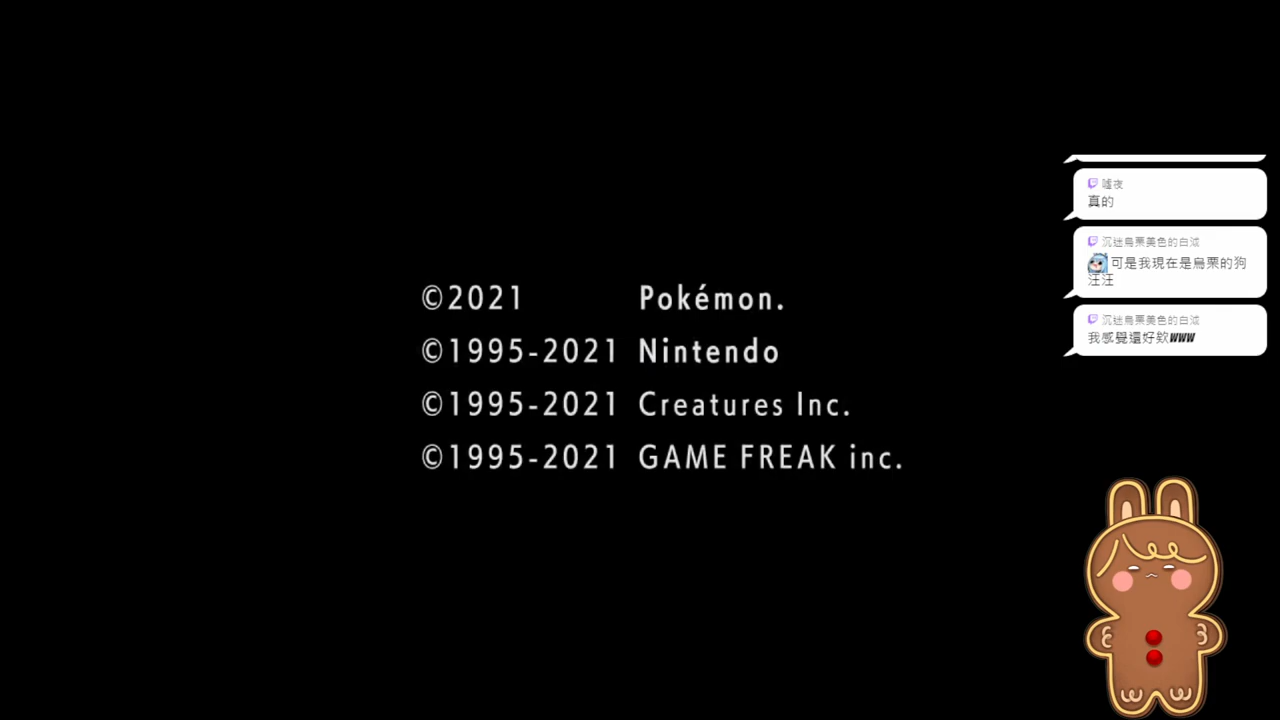 ©2021 Pokémon.
©1995-2021 Nintendo
©1995-2021 Creatures Inc.
©1995-2021 GAME FREAK inc.
噓夜
真的
沉迷烏栗美色的白
可是我現在是烏栗的狗
汪汪
沉迷烏栗美色的白
我感覺還好欸WWW